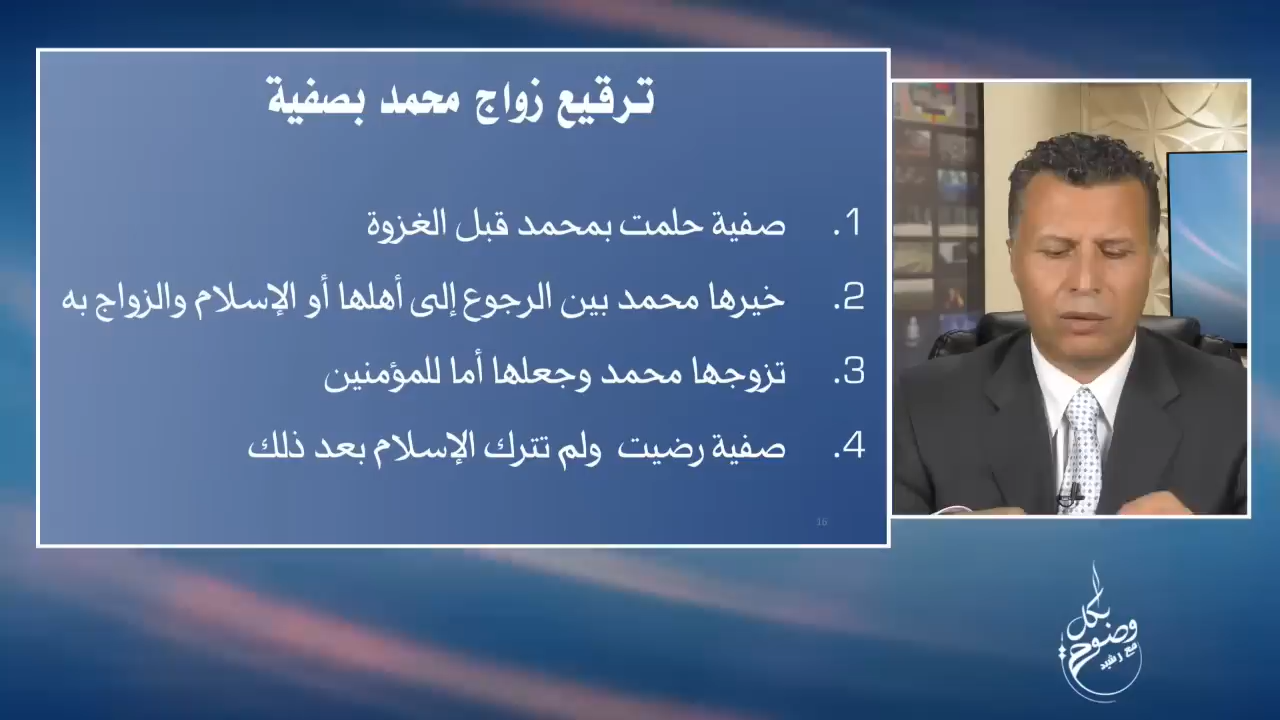 ترقيع زواج محمد بصفية
1. صفية حلمت بمحمد قبل الغزوة
2. خيرها محمد بين الرجوع إلى أهلها أو الإسلام والزواج به
3. تزوجها محمد وجعلها أما للمؤمنين
4. صفية رضيت ولم تترك الإسلام بعد ذلك
16
بكل
وضوح
مع رشيد